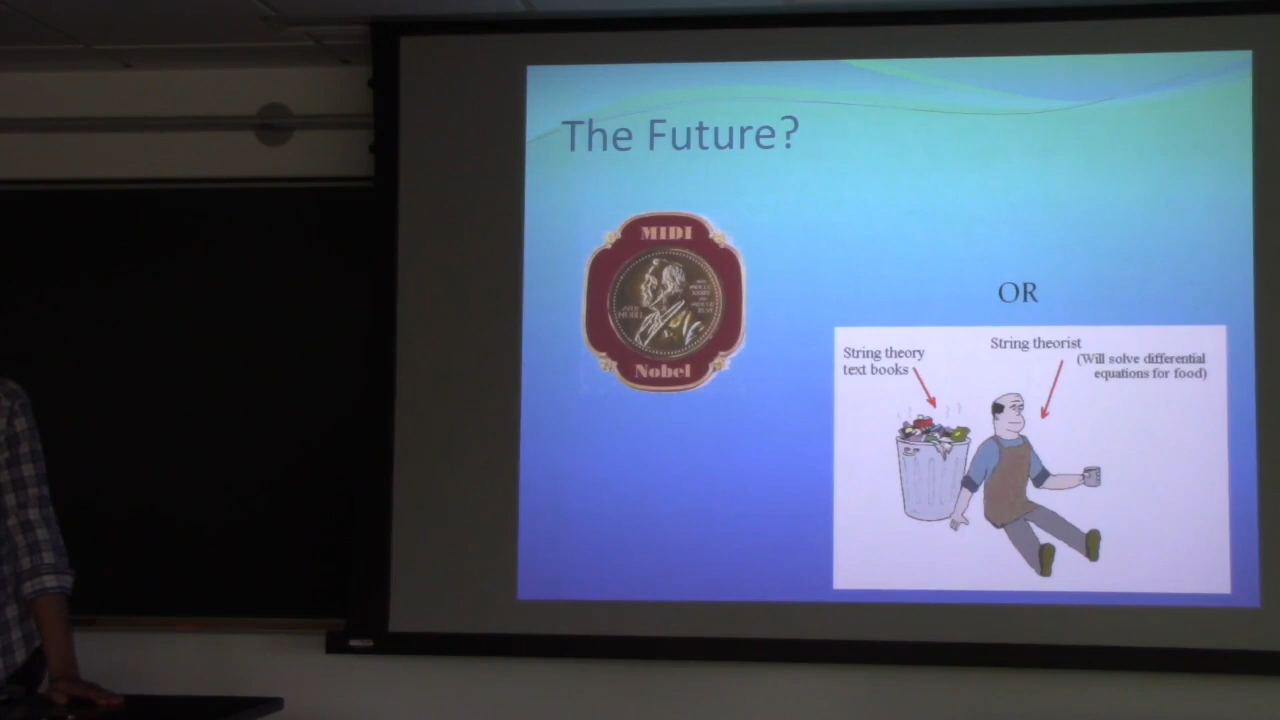 The Future?
MIDI
Nobel
OR
String theory
text books
String theorist
(Will solve differential
equations for food)